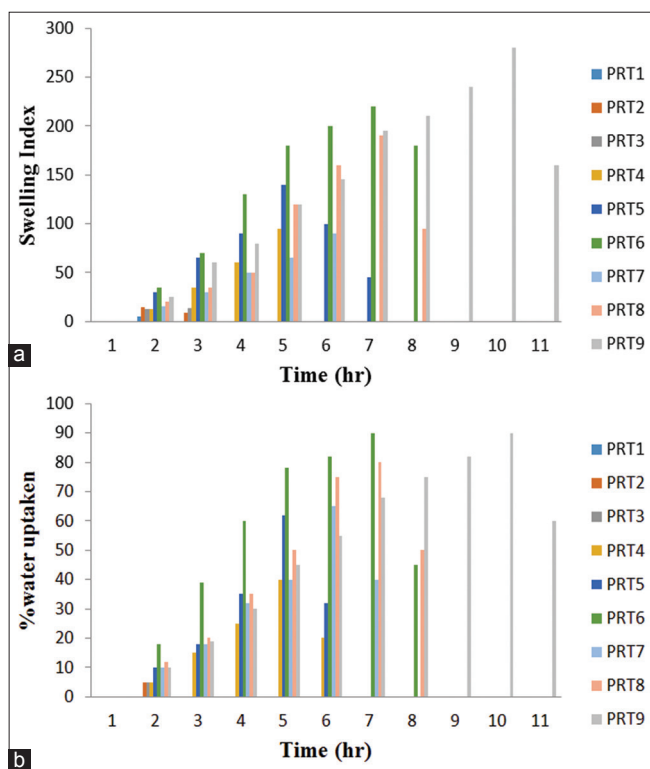 300
250
200
150
100
50
0
Swelling Index
1 2 3 4 5 6 7 8 9 10 11
Time (hr)
PRT1
PRT2
PRT3
PRT4
PRT5
PRT6
PRT7
PRT8
PRT9
a
100
90
80
70
60
50
40
30
20
10
0
%water uptaken
1 2 3 4 5 6 7 8 9 10 11
Time (hr)
PRT1
PRT2
PRT3
PRT4
PRT5
PRT6
PRT7
PRT8
PRT9
b